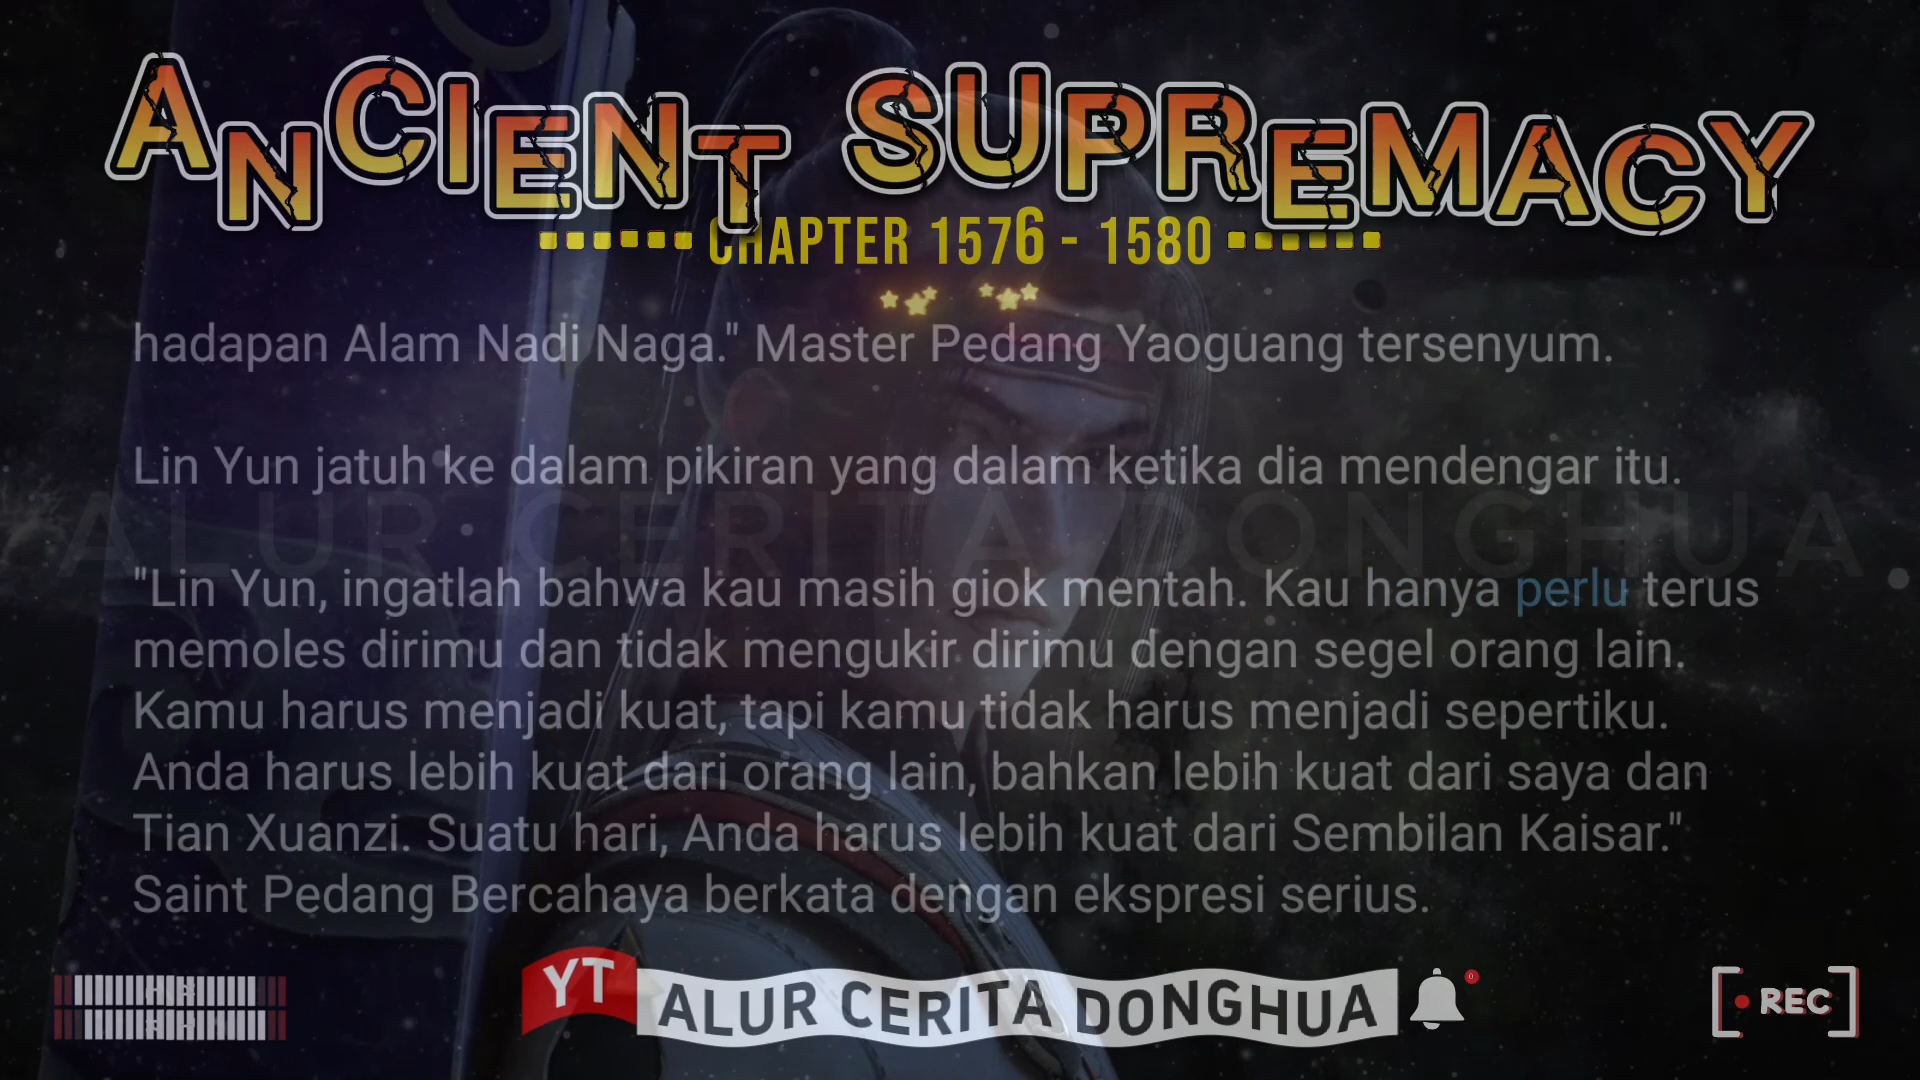 ANCIENT SUPREMACY
CHAPTER 1576 - 1580
hadapan Alam Nadi Naga." Master Pedang Yaoguang tersenyum.
Lin Yun jatuh ke dalam pikiran yang dalam ketika dia mendengar itu.
ALUR CERITA DONGHUA
"Lin Yun, ingatlah bahwa kau masih giok mentah. Kau hanya perlu terus
memoles dirimu dan tidak mengukir dirimu dengan segel orang lain.
Kamu harus menjadi kuat, tapi kamu tidak harus menjadi sepertiku.
Anda harus lebih kuat dari orang lain, bahkan lebih kuat dari saya dan
Tian Xuanzi. Suatu hari, Anda harus lebih kuat dari Sembilan Kaisar."
Saint Pedang Bercahaya berkata dengan ekspresi serius.
YT ALUR CERITA DONGHUA
REC